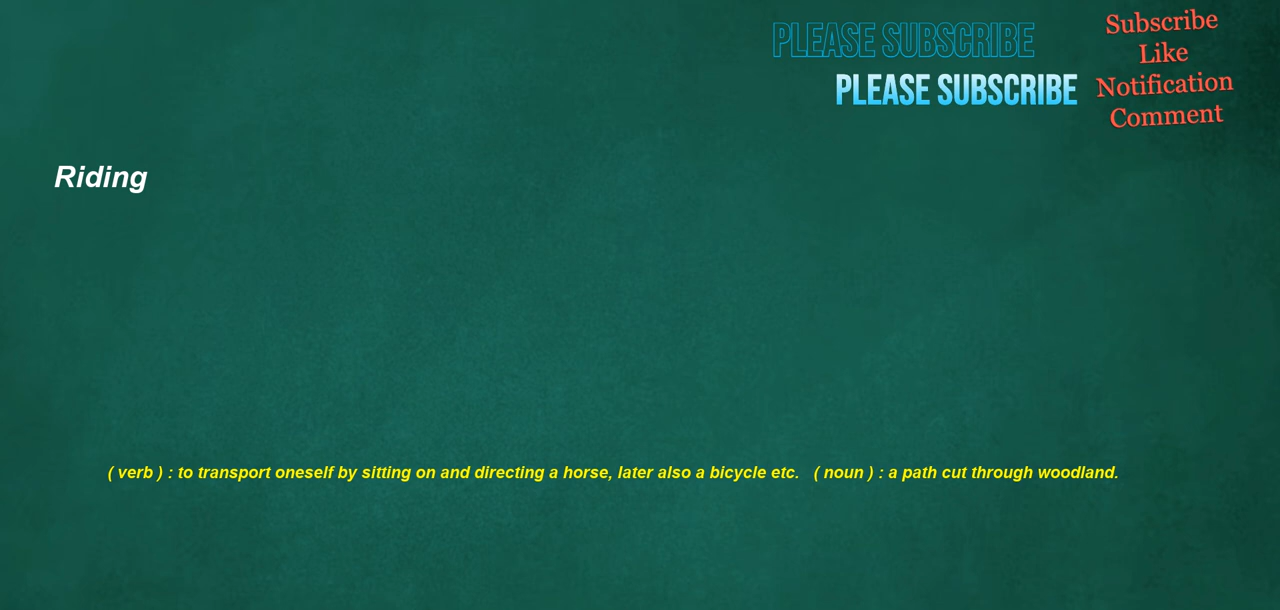 PLEASE SUBSCRIBE
PLEASE SUBSCRIBE
Subscribe
Like
Notification
Comment
Riding
( verb ) : to transport oneself by sitting on and directing a horse, later also a bicycle etc.   ( noun ) : a path cut through woodland.